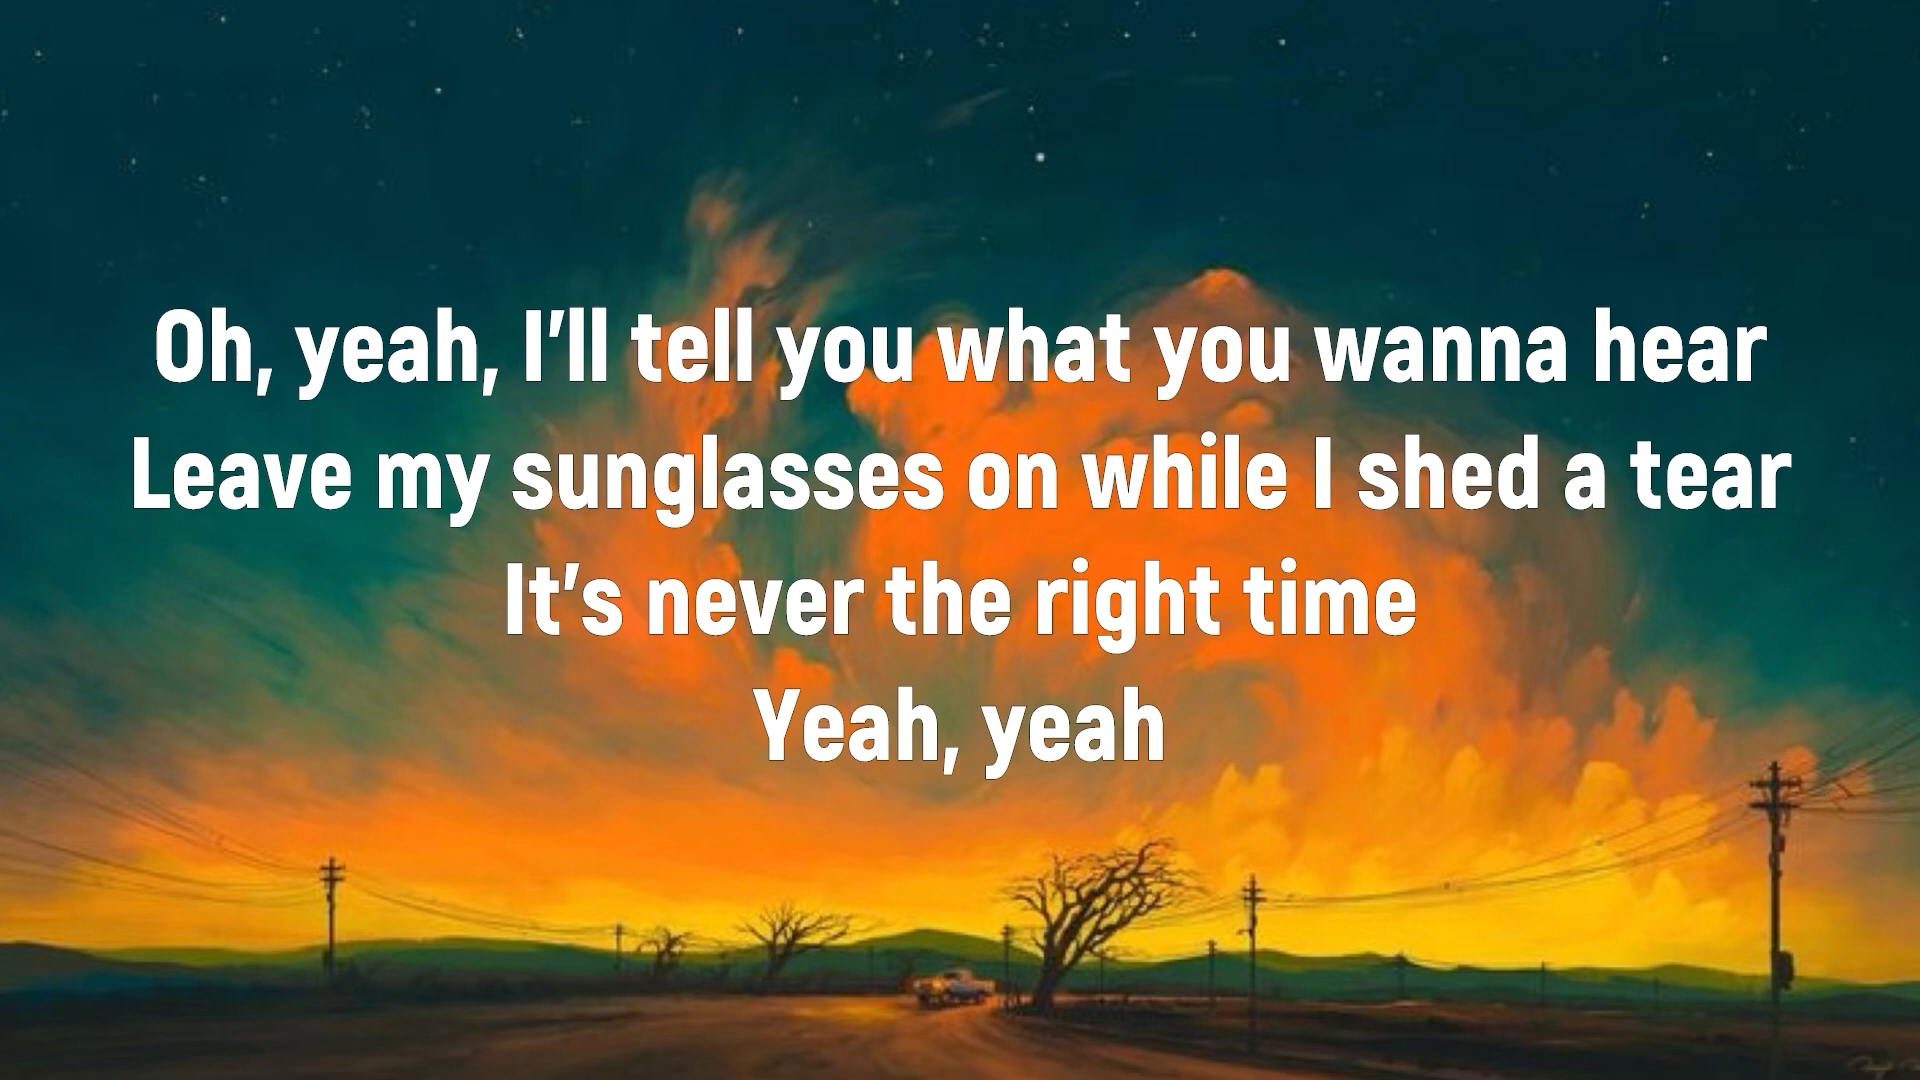 Oh, yeah, I'll tell you what you wanna hear
Leave my sunglasses on while I shed a tear
It's never the right time
Yeah, yeah